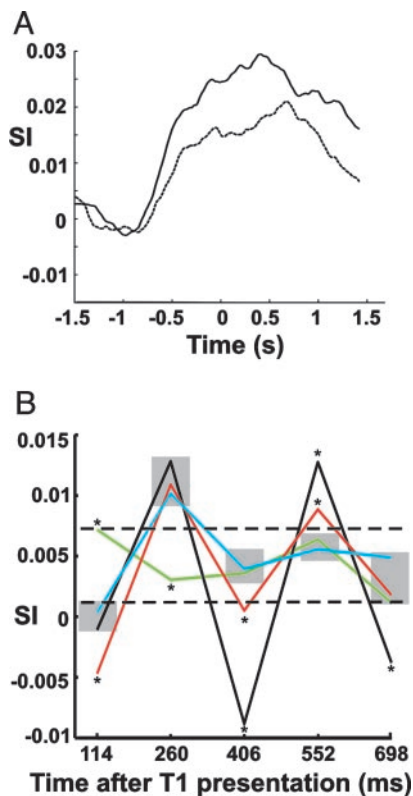 A
0.03
0.02
SI
0.01
0
-0.01
-1.5 -1 -0.5 0 0.5 1 1.5
Time (s)
B
0.015
0.01
0.005
SI
0
-0.005
-0.01
* * * * * * * * *
114 260 406 552 698
Time after T1 presentation (ms)